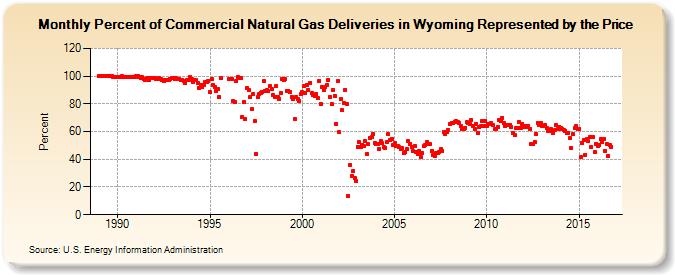 Monthly Percent of Commercial Natural Gas Deliveries in Wyoming Represented by the Price
Percent
120
100
80
60
40
20
0
1990 1995 2000 2005 2010 2015
Source: U.S. Energy Information Administration